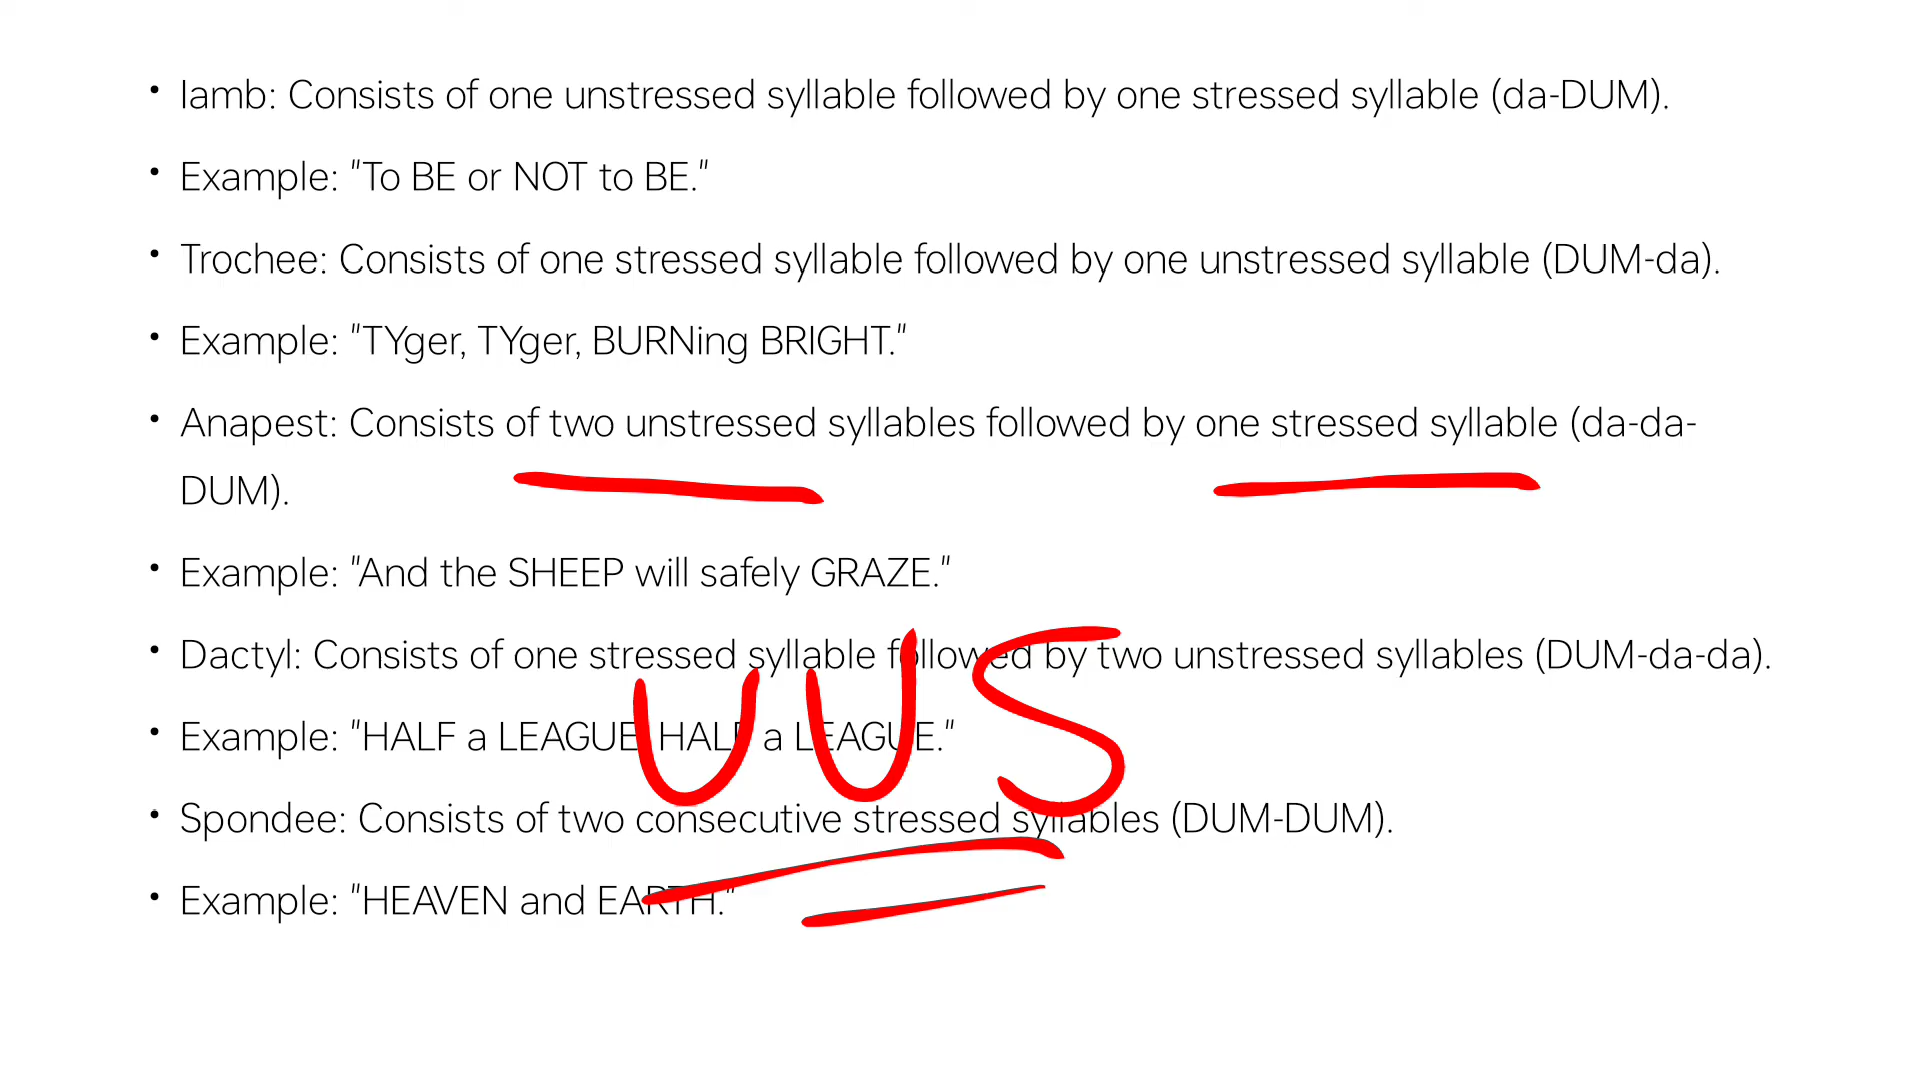 • Iamb: Consists of one unstressed syllable followed by one stressed syllable (da-DUM).
• Example: "To BE or NOT to BE."
• Trochee: Consists of one stressed syllable followed by one unstressed syllable (DUM-da).
• Example: "TYger, TYger, BURNing BRIGHT."
• Anapest: Consists of two unstressed syllables followed by one stressed syllable (da-da-
DUM).
• Example: "And the SHEEP will safely GRAZE."
• Dactyl: Consists of one stressed syllable followed by two unstressed syllables (DUM-da-da).
• Example: "HALF a LEAGUE, HALF a LEAGUE."
UUS
• Spondee: Consists of two consecutive stressed syllables (DUM-DUM).
• Example: "HEAVEN and EARTH."